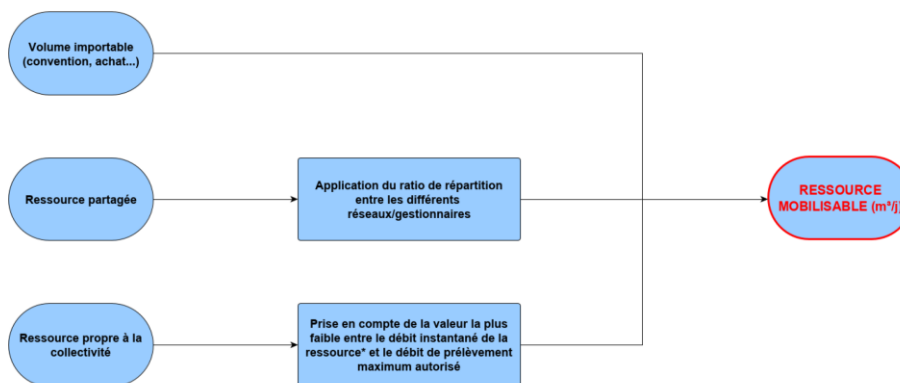 Volume importable
(convention, achat...)
Ressource partagée
Application du ratio de répartition
entre les différents
réseaux/gestionnaires
RESSOURCE
MOBILISABLE (m³/j)
Ressource propre à la
collectivité
Prise en compte de la valeur la plus
faible entre le débit instantané de la
ressource* et le débit de prélèvement
maximum autorisé